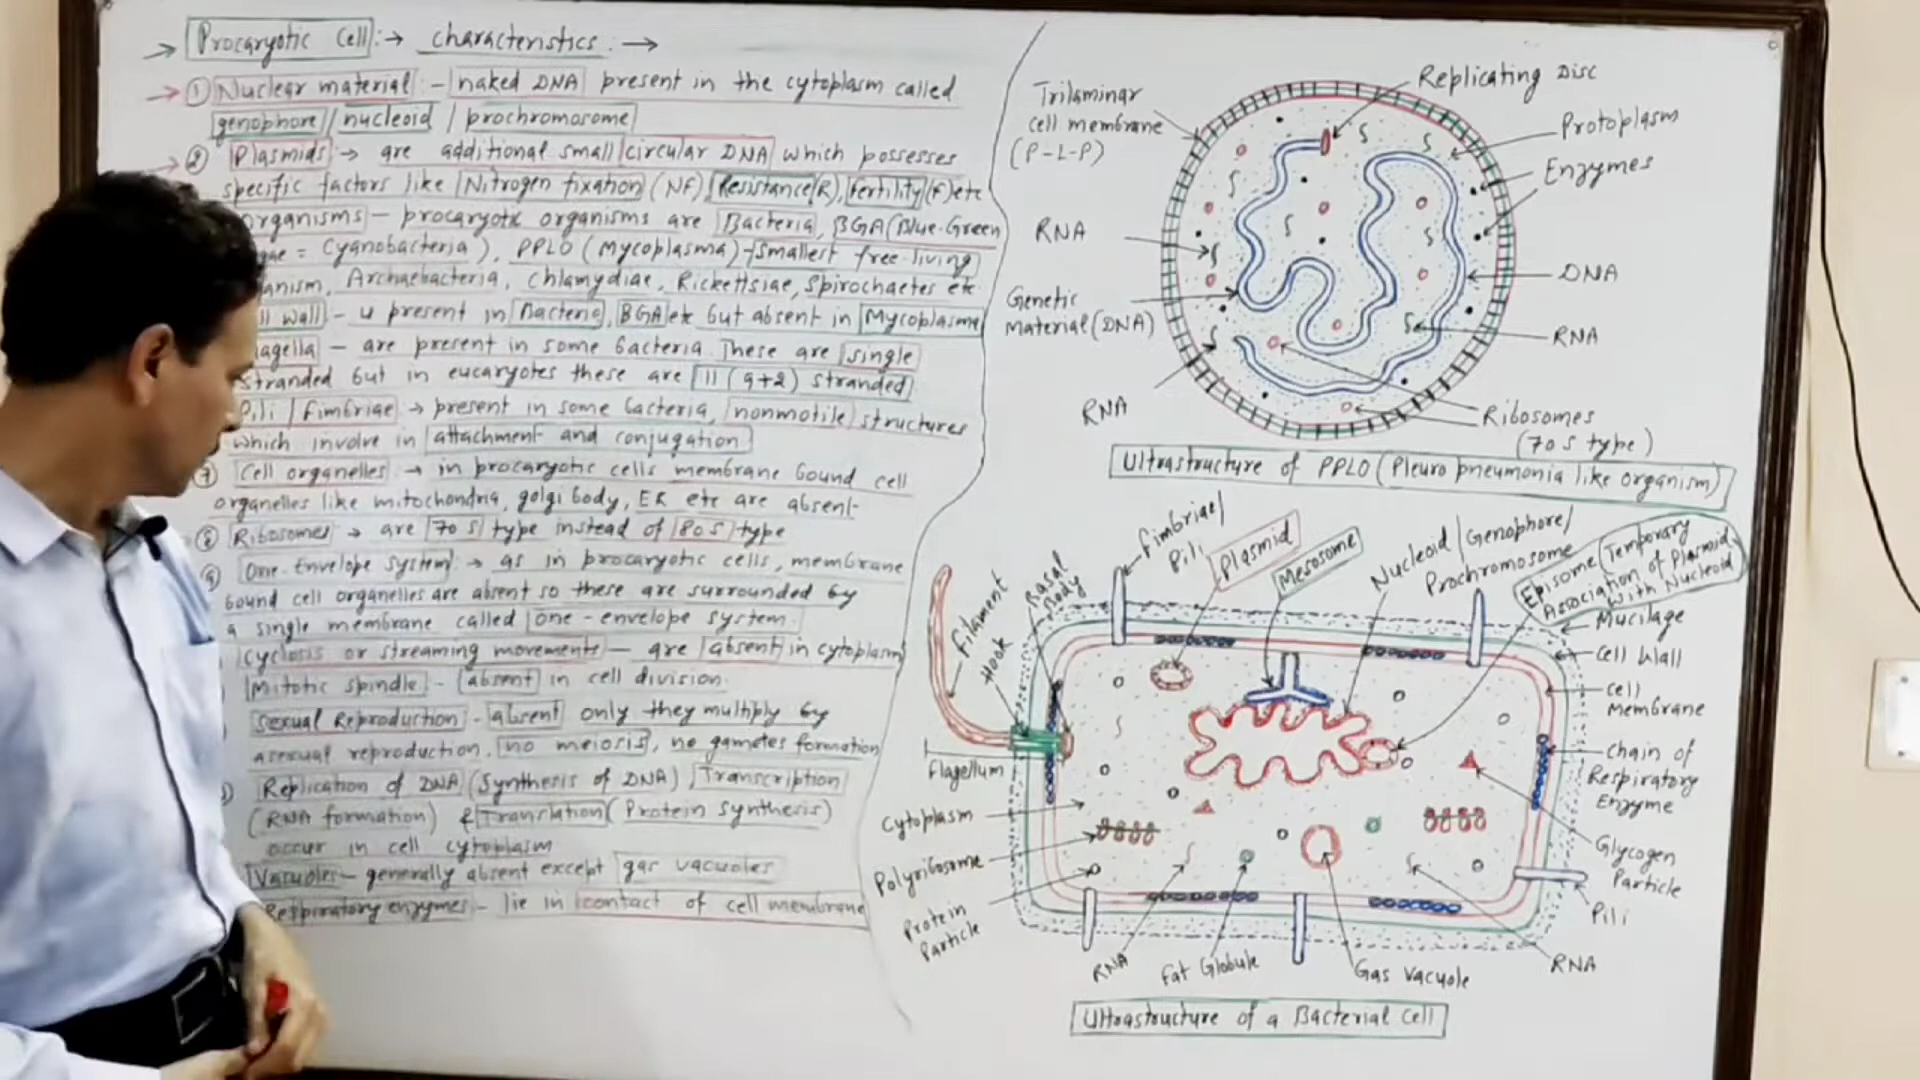 Procaryotic Cell :→ characteristics :→
① Nuclear material :- naked DNA present in the cytoplasm called
genophore / nucleoid / prochromosome
② Plasmids :→ are additional small circular DNA which possesses
specific factors like Nitrogen fixation (NF), Resistance(R), fertility(F) etc
organisms — procaryotic organisms are Bacteria, BGA (Blue-Green
= Cyanobacteria), PPLO (Mycoplasma) - smallest free-living
Archaebacteria, Chlamydiae, Rickettsiae, Spirochaetes etc
wall - is present in Bacteria, BGA etc but absent in Mycoplasma
— are present in some bacteria. These are single
stranded but in eucaryotes these are 11 (9+2) stranded
Pili / Fimbriae → present in some bacteria, nonmotile structures
which involve in attachment and conjugation
⑦ Cell organelles :→ in procaryotic cells membrane bound cell
organelles like mitochondria, golgi body, ER etc are absent-
⑧ Ribosomes :→ are 70 s type instead of 80 s type
⑨ One-Envelope System :→ as in procaryotic cells, membrane
bound cell organelles are absent so these are surrounded by
a single membrane called one-envelope system.
Cyclosis or streaming movements — are absent in cytoplasm
Mitotic spindle - absent in cell division.
Sexual Reproduction - absent only they multiply by
asexual reproduction, no meiosis, no gametes formation
Replication of DNA (Synthesis of DNA), Transcription
(RNA formation) & Translation (Protein synthesis)
occur in cell cytoplasm
Vacuoles - generally absent except gas vacuoles
Respiratory enzymes - lie in contact of cell membrane
Trilaminar
cell membrane
(P-L-P)
Replicating Disc
Protoplasm
Enzymes
RNA
DNA
Genetic
material (DNA)
RNA
RNA
Ribosomes
(70 s type)
Ultrastructure of PPLO (Pleuro pneumonia like organism)
Filament
Hook
Basal
Body
Fimbriae/
Pili
Plasmid
Mesosome
Nucleoid / Genophore/
Prochromosome
Episome (Temporary
Association of Plasmid
with Nucleoid
Mucilage
Cell Wall
Cell
Membrane
Chain of
Respiratory
Enzyme
Glycogen
Particle
Pili
RNA
Flagellum
Cytoplasm
Polyribosome
Protein
Particle
RNA
Fat Globule
Gas Vacuole
Ultrastructure of a Bacterial Cell